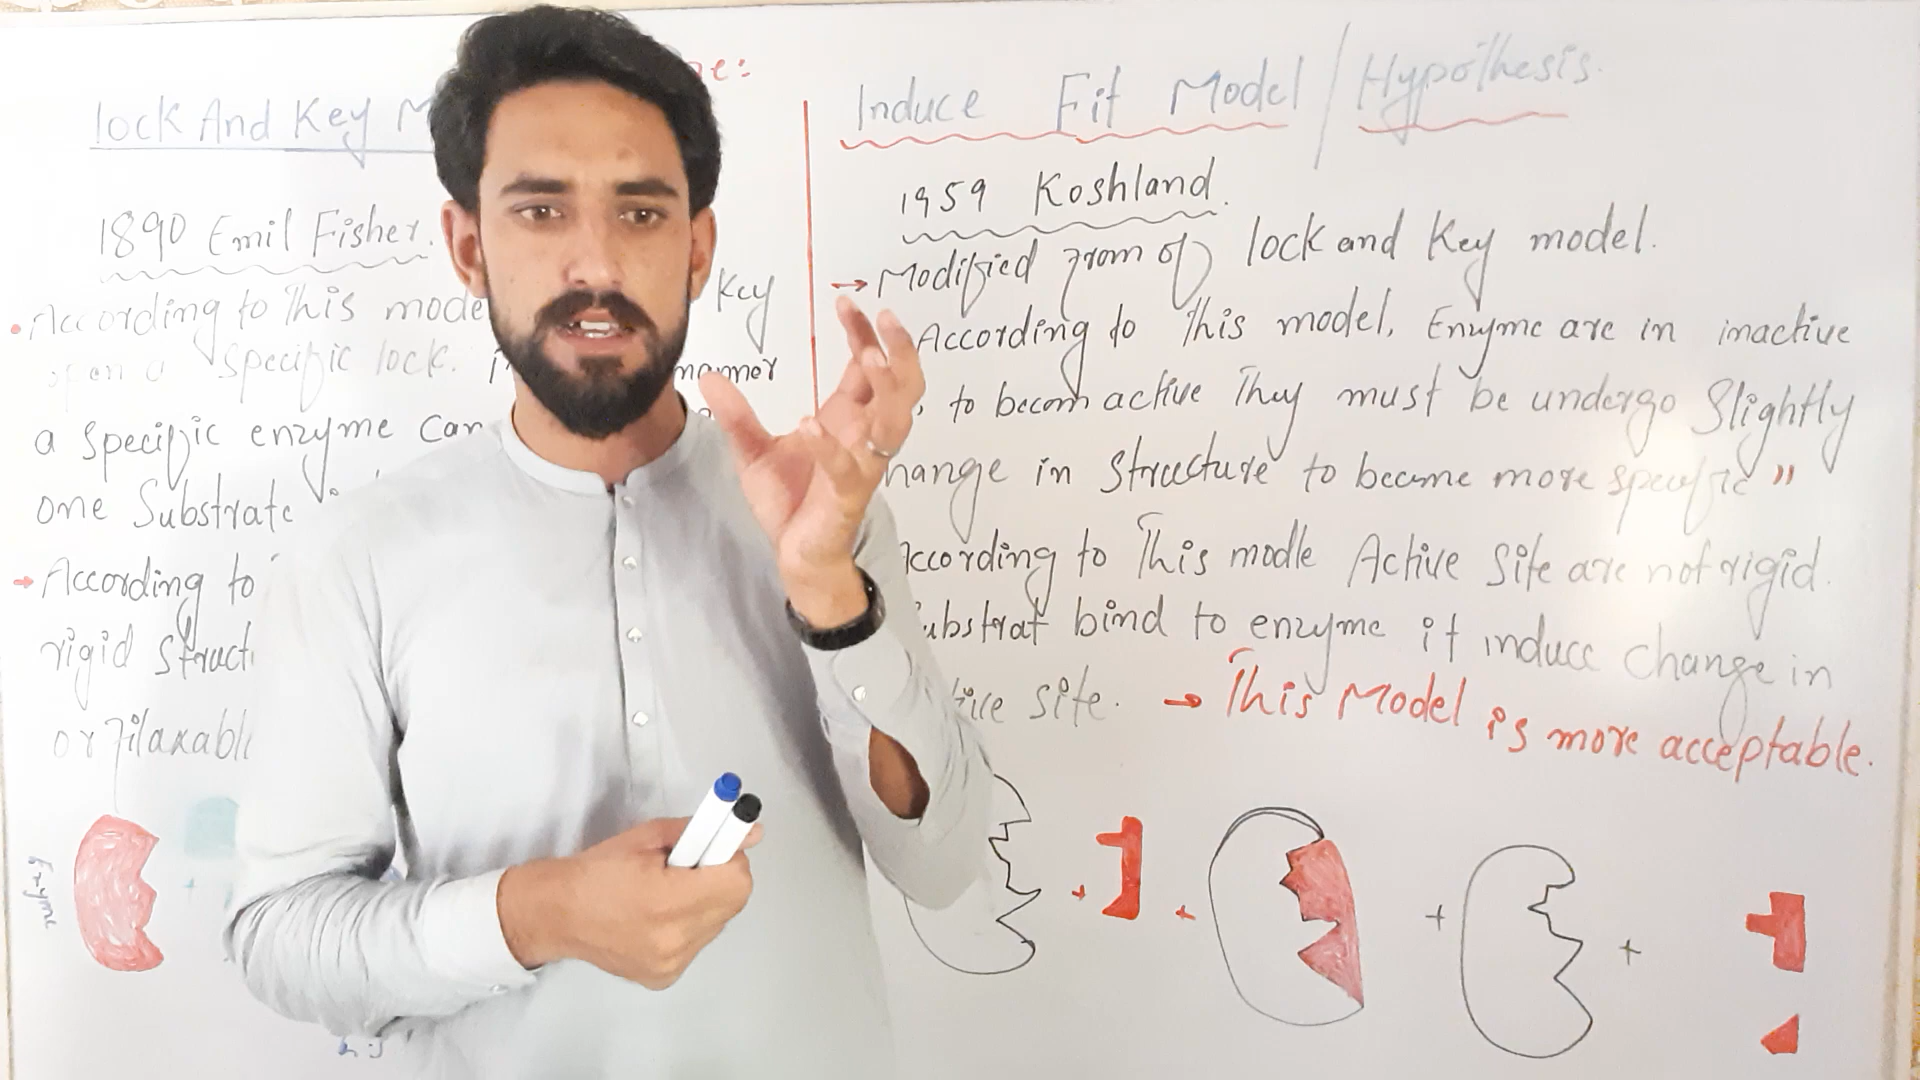 lock And Key M
1890 Emil Fisher.
According to This mode Key
a Specific lock. manner
a Specific enzyme can
one Substrate
→ According to
rigid Struct
or
Enzyme
+
Induce Fit Model / Hypothesis.
1959 Koshland.
→ Modified from of lock and Key model.
According to This model, Enzyme are in inactive
, to becom active They must be undergo Slightly
hange in Structure to become more specific"
ccording to This modle Active Site are not rigid.
ubstrat bind to enzyme it induce change in
tive site. → This Model is more acceptable.
+ + + +